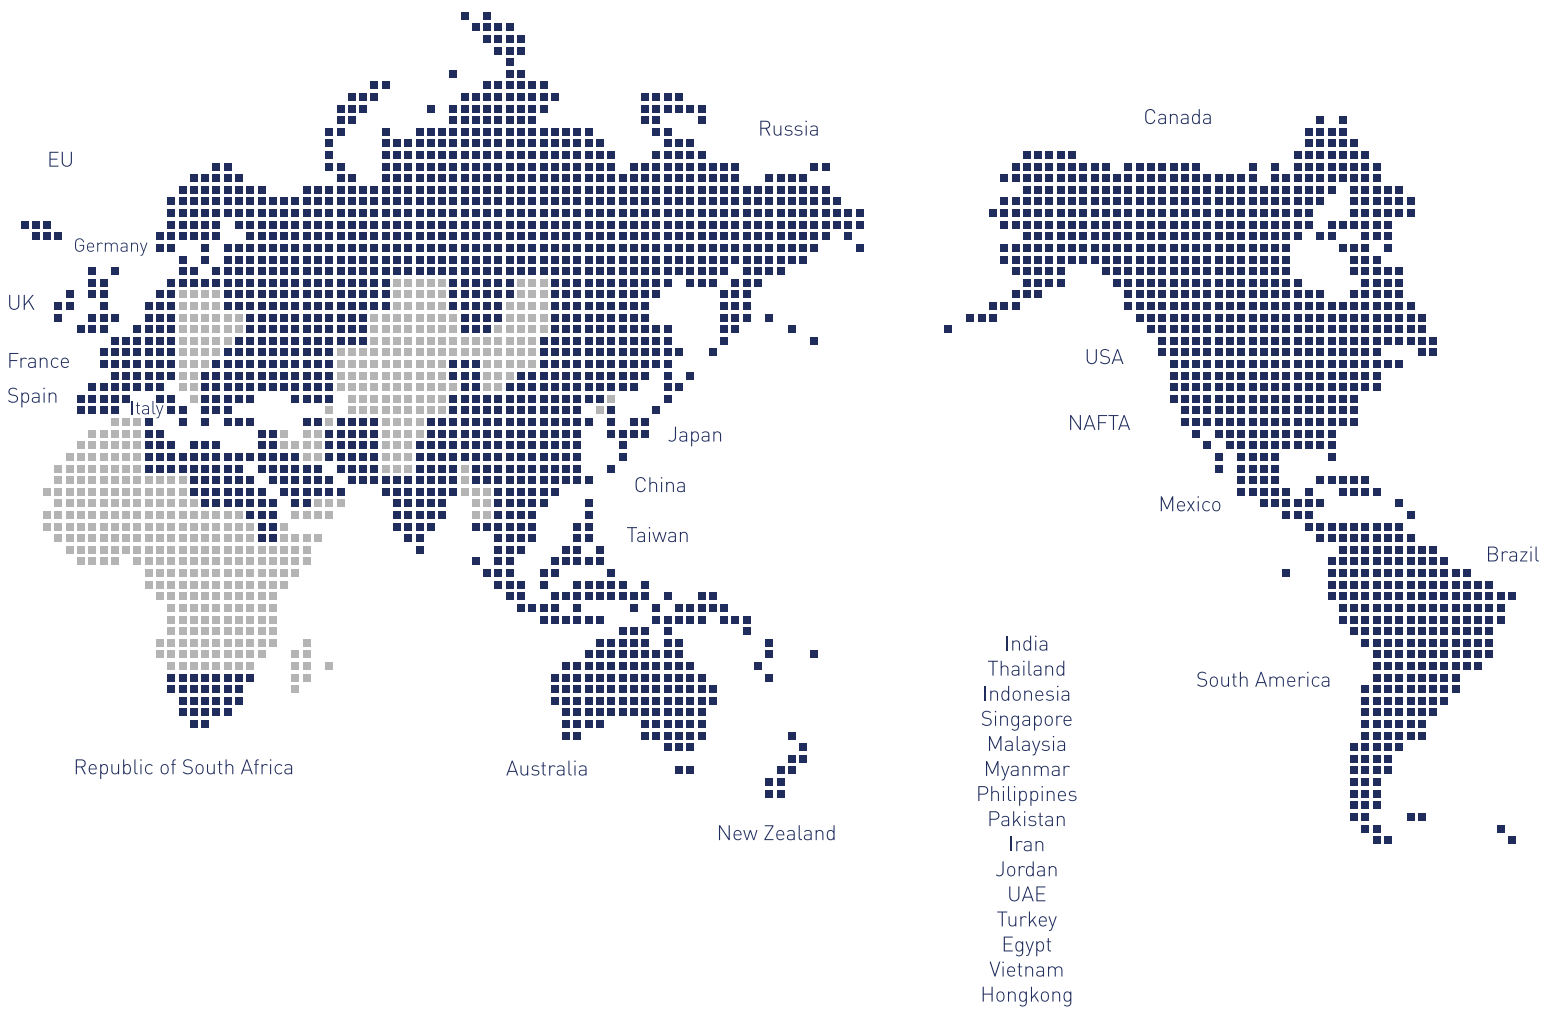 Canada
Russia
EU
Germany
UK
USA
France
Spain
Italy
NAFTA
Japan
China
Mexico
Taiwan
Brazil
South America
Republic of South Africa
Australia
New Zealand
India
Thailand
Indonesia
Singapore
Malaysia
Myanmar
Philippines
Pakistan
Iran
Jordan
UAE
Turkey
Egypt
Vietnam
Hongkong